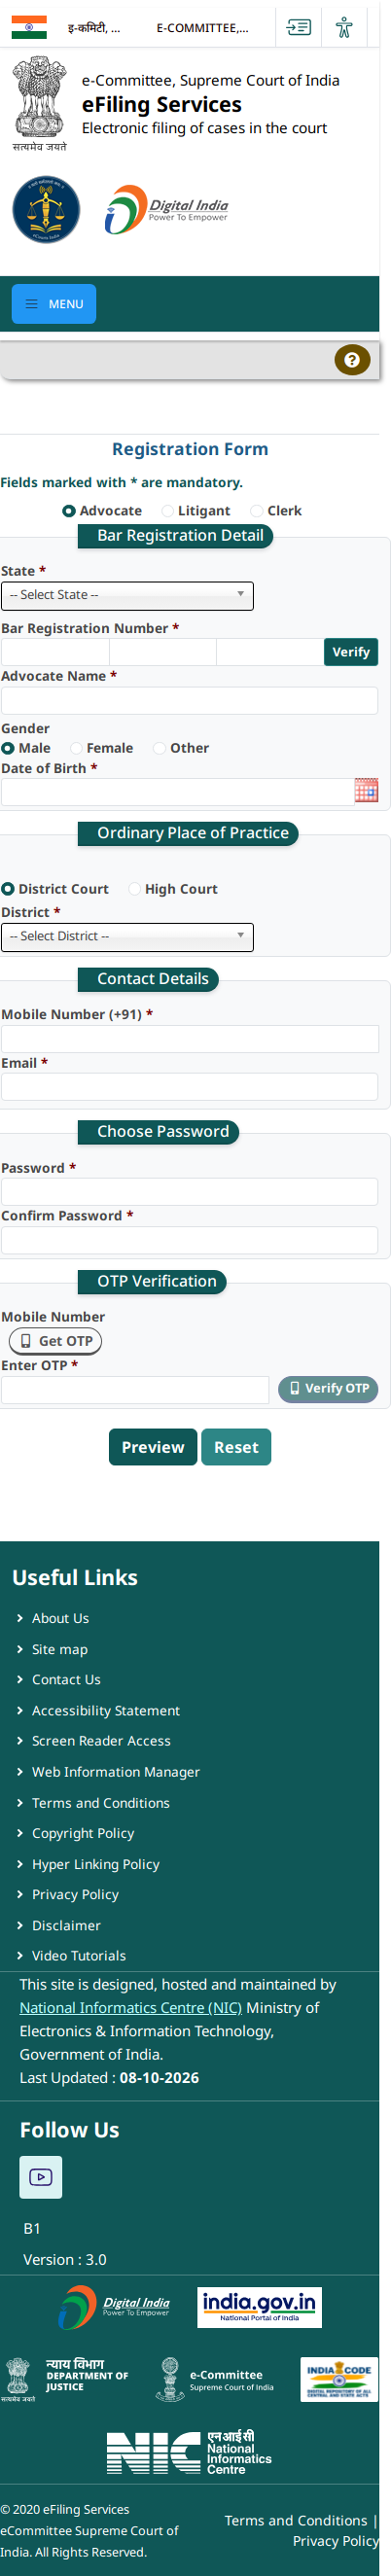 इ-कमिटी, ...
E-COMMITTEE,...
सत्यमेव जयते
e-Committee, Supreme Court of India
eFiling Services
Electronic filing of cases in the court
Digital India
Power To Empower
MENU
Registration Form
Fields marked with * are mandatory.
Advocate Litigant Clerk
Bar Registration Detail
State *
-- Select State --
Bar Registration Number *
Verify
Advocate Name *
Gender
Male Female Other
Date of Birth *
Ordinary Place of Practice
District Court High Court
District *
-- Select District --
Contact Details
Mobile Number (+91) *
Email *
Choose Password
Password *
Confirm Password *
OTP Verification
Mobile Number
Get OTP
Enter OTP *
Verify OTP
Preview Reset
Useful Links
About Us
Site map
Contact Us
Accessibility Statement
Screen Reader Access
Web Information Manager
Terms and Conditions
Copyright Policy
Hyper Linking Policy
Privacy Policy
Disclaimer
Video Tutorials
This site is designed, hosted and maintained by
National Informatics Centre (NIC) Ministry of
Electronics & Information Technology,
Government of India.
Last Updated : 08-10-2026
Follow Us
B1
Version : 3.0
Digital India
Power To Empower
india.gov.in
National Portal of India
सत्यमेव जयते
न्याय विभाग
DEPARTMENT OF
JUSTICE
e-Committee
Supreme Court of India
INDIA CODE
DIGITAL REPOSITORY OF ALL
CENTRAL AND STATE ACTS
NIC
एनआईसी
National
Informatics
Centre
© 2020 eFiling Services
eCommittee Supreme Court of
India. All Rights Reserved.
Terms and Conditions |
Privacy Policy